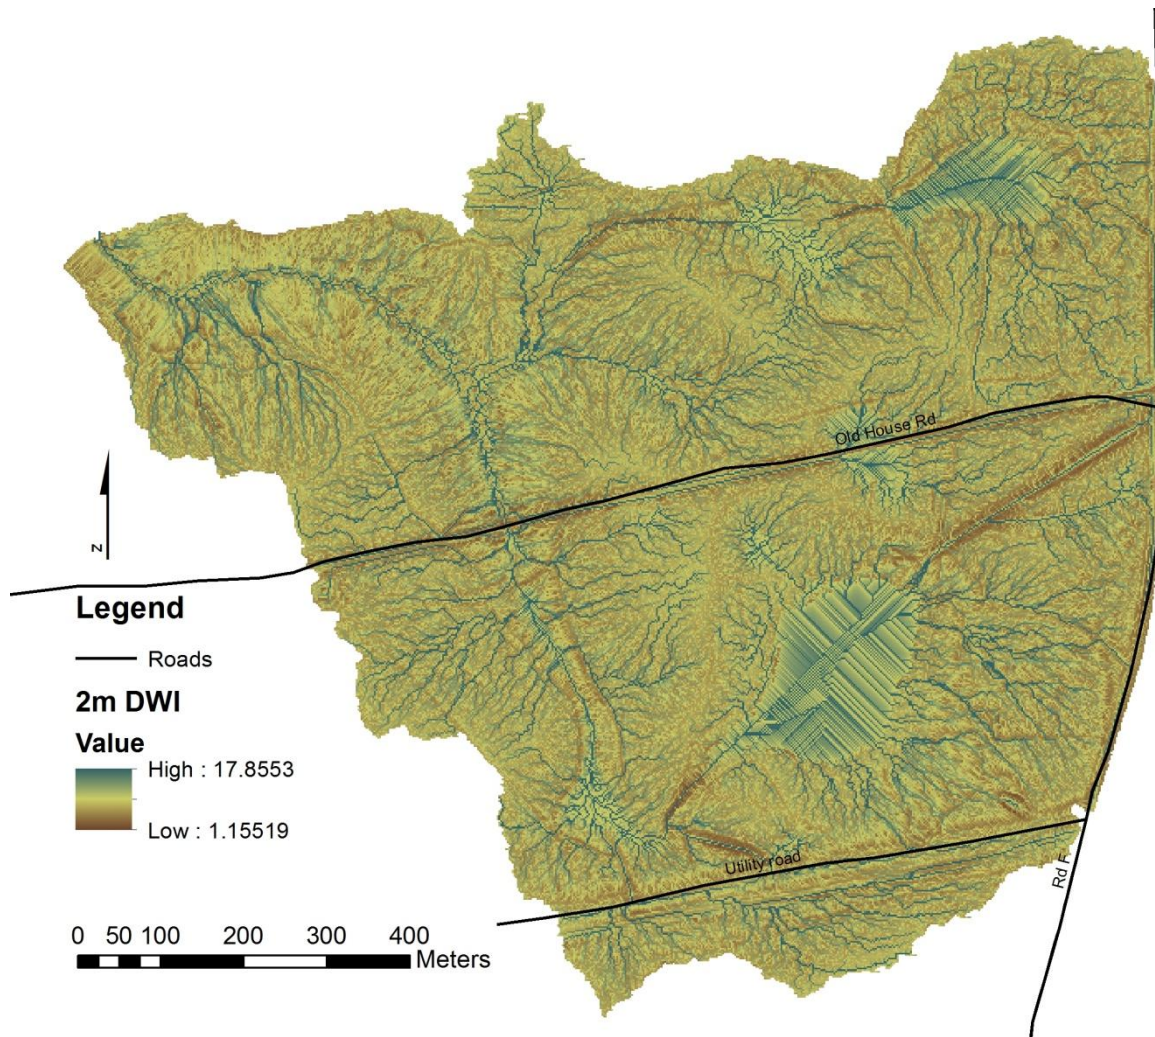 Old House Rd
z
Legend
Roads
2m DWI
Value
High : 17.8553
Low : 1.15519
Utility road
Rd F
0 50 100 200 300 400
Meters